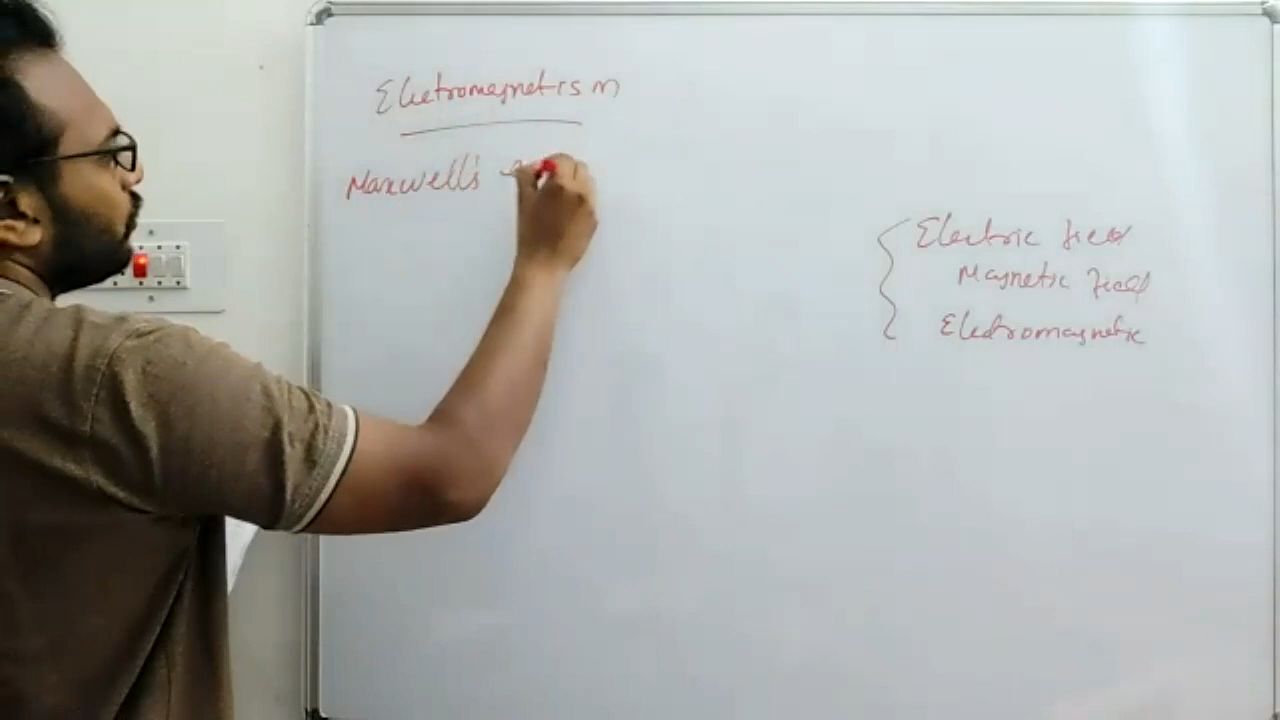 Eletromagnetism
Maxwell's
Electric field
Magnetic field
Electromagnetic